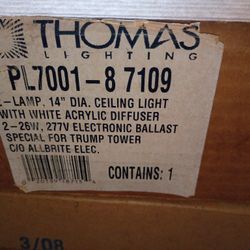 THOMAS
LIGHTING
PL7001-8 7109
-LAMP, 14" DIA. CEILING LIGHT
WITH WHITE ACRYLIC DIFFUSER
2-26W, 277V ELECTRONIC BALLAST
SPECIAL FOR TRUMP TOWER
C/O ALLBRITE ELEC.
CONTAINS: 1
3/08